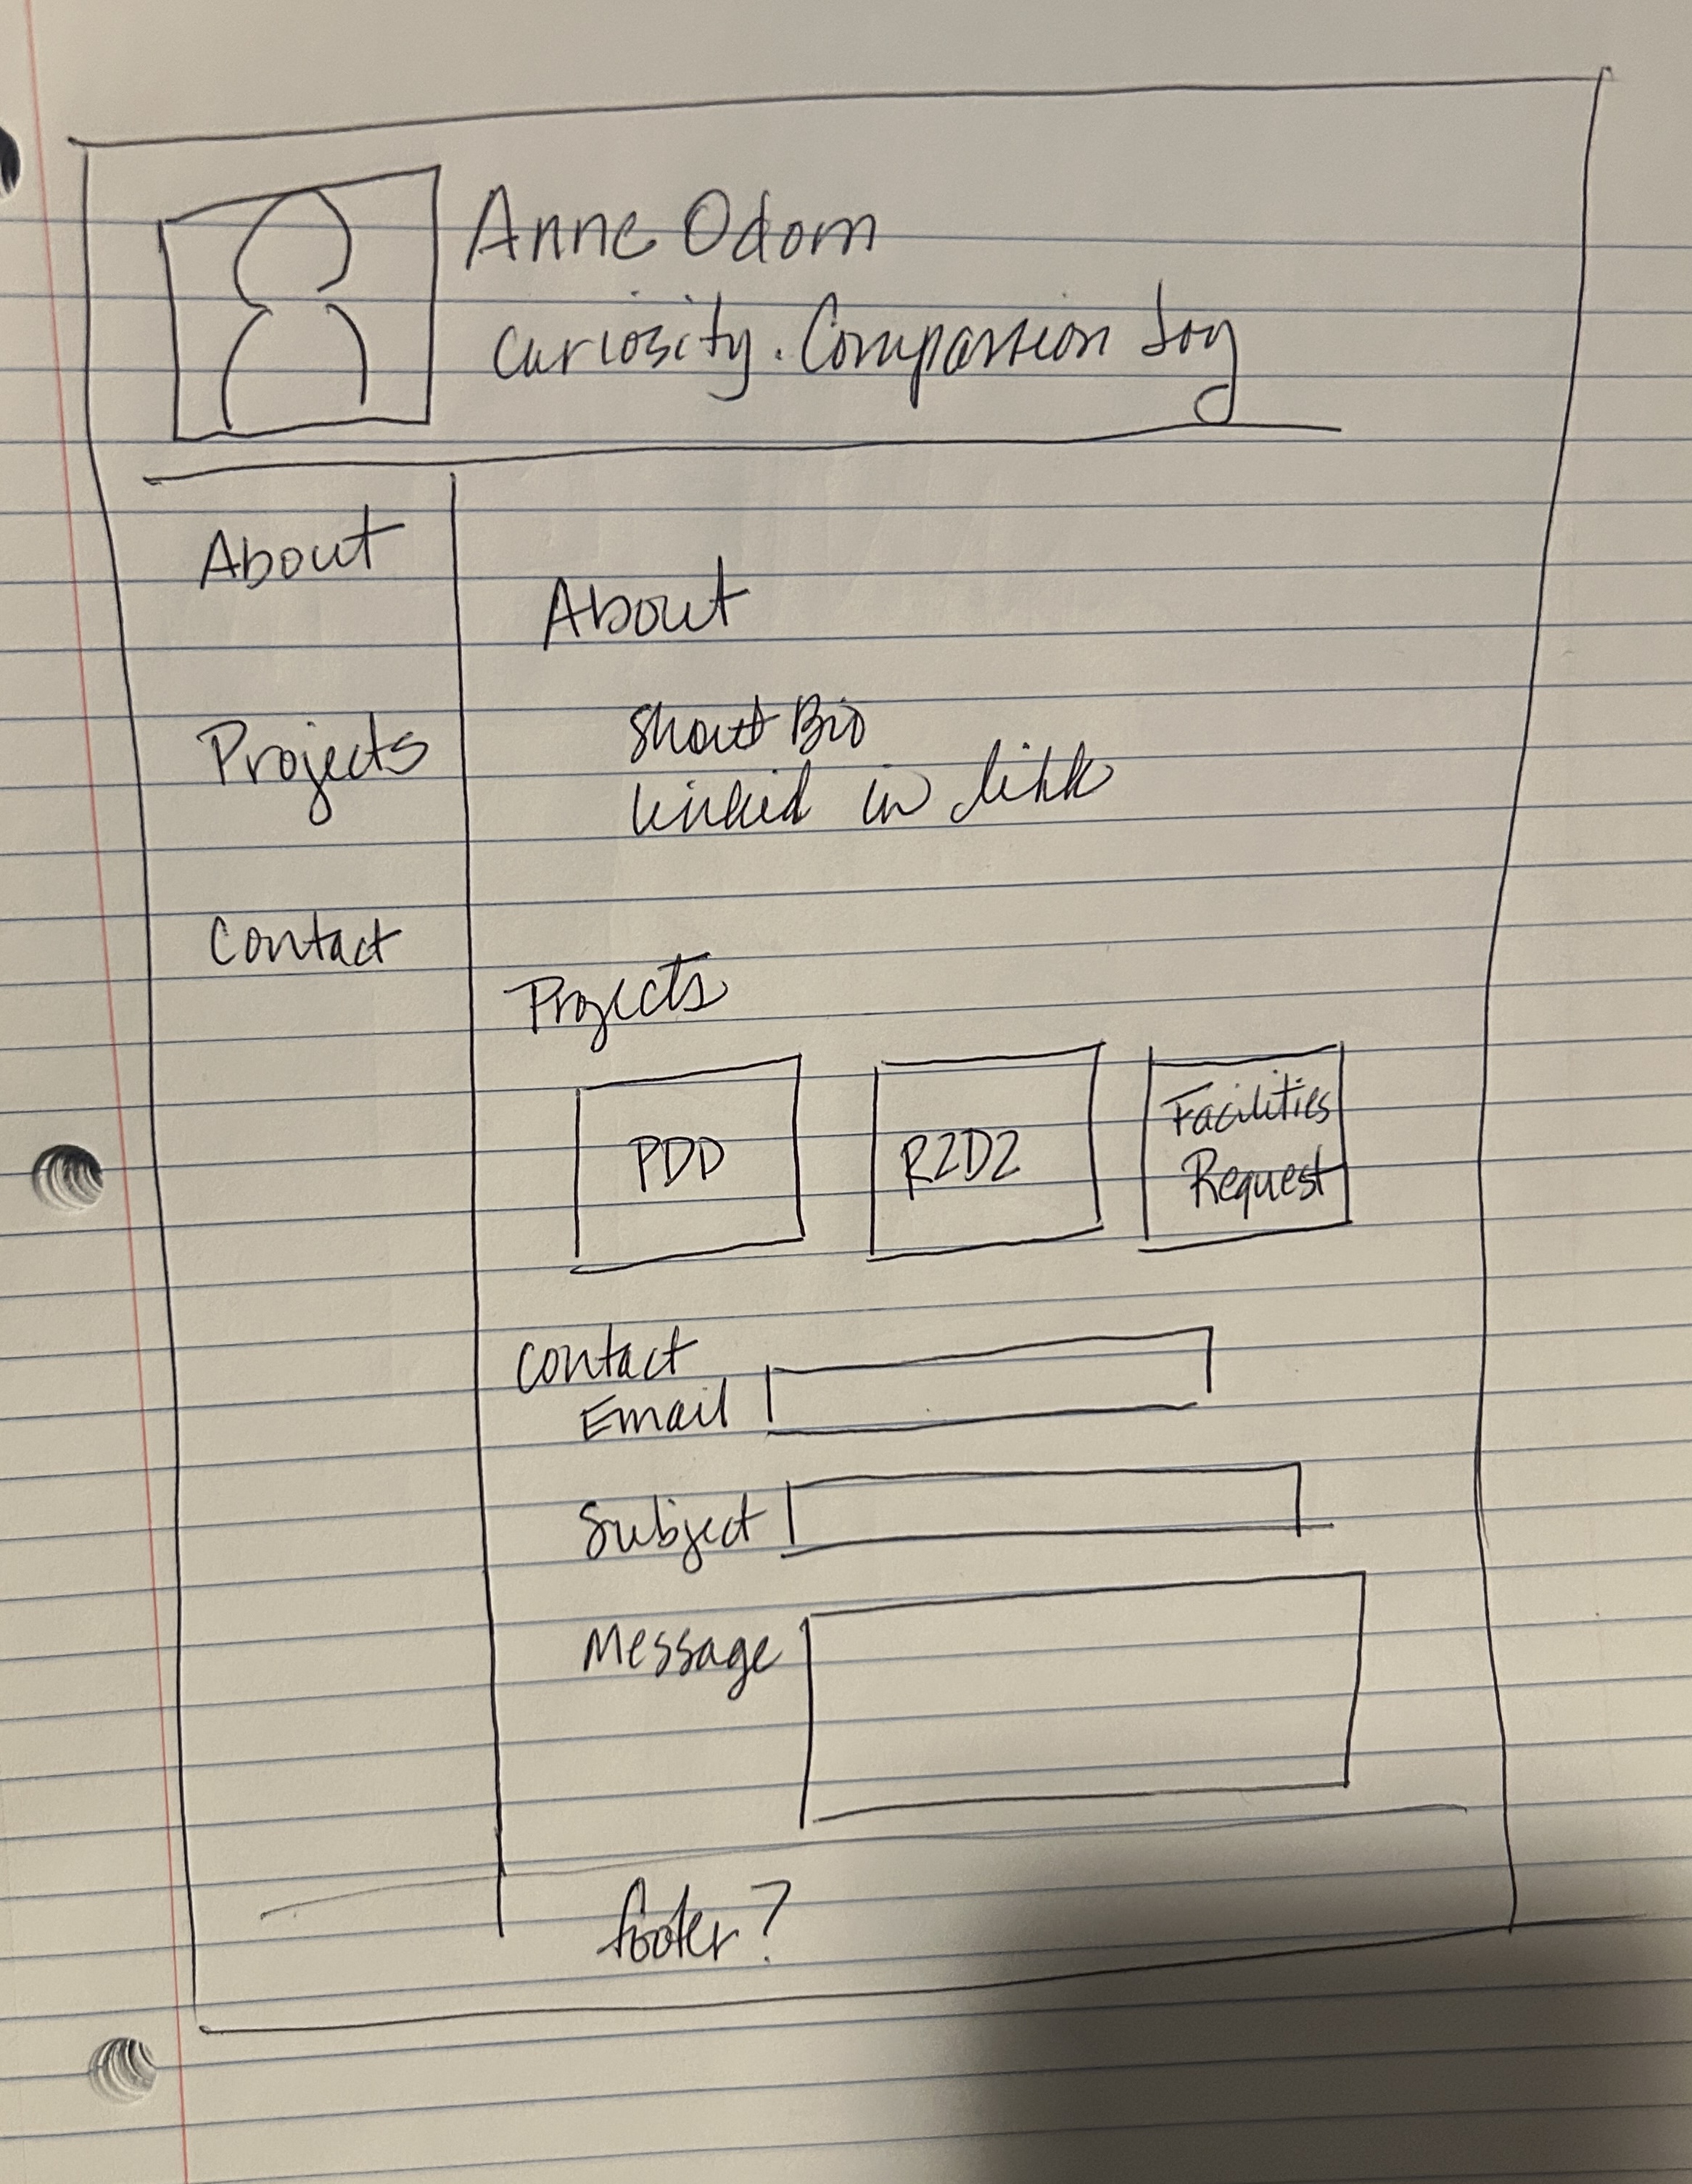 Anne Odom
Curiosity. Compassion Joy
About
Projects
Contact
About
Short Bio
linked in link
Projects
PDD
R2D2
Facilities
Request
Contact
Email
Subject
Message
footer?